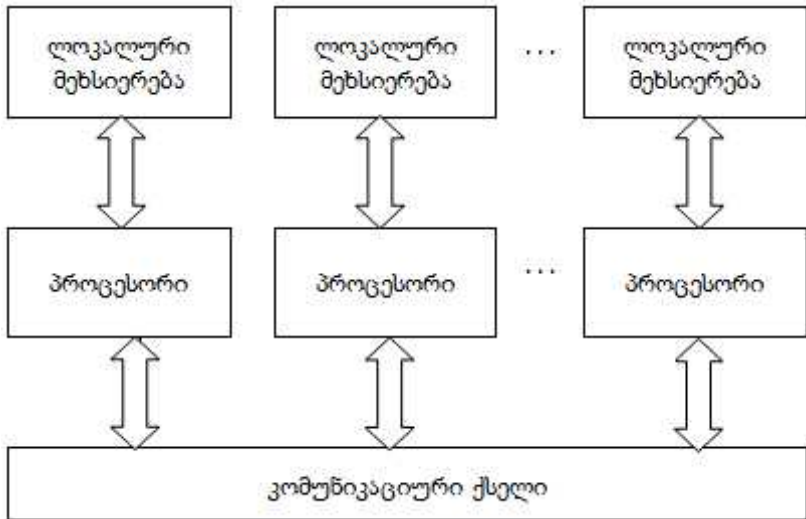 ლოკალური
მეხსიერება
ლოკალური
მეხსიერება
...
ლოკალური
მეხსიერება
პროცესორი
პროცესორი
...
პროცესორი
კომუნიკაციური ქსელი